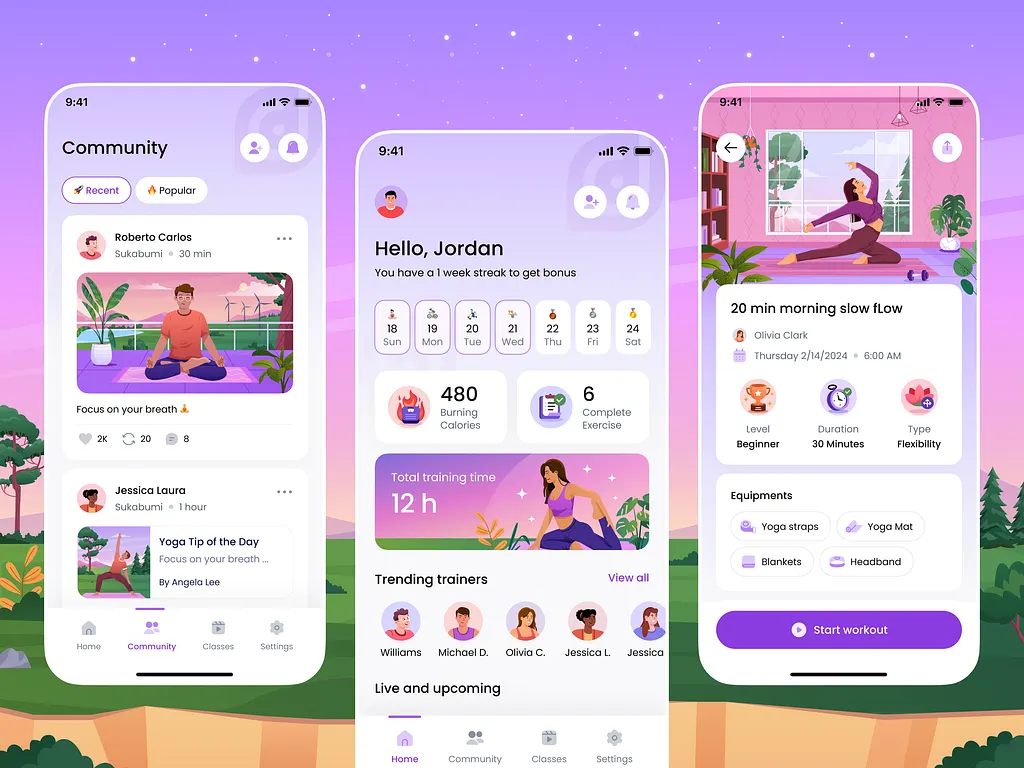 9:41
Community
Recent
Popular
Roberto Carlos
Sukabumi 30 min
Focus on your breath
2K 20 8
Jessica Laura
Sukabumi 1 hour
Yoga Tip of the Day
Focus on your breath ...
By Angela Lee
Home Community Classes Settings
9:41
Hello, Jordan
You have a 1 week streak to get bonus
18 19 20 21 22 23 24
Sun Mon Tue Wed Thu Fri Sat
480
Burning
Calories
6
Complete
Exercise
Total training time
12 h
Trending trainers
View all
Williams Michael D. Olivia C. Jessica L. Jessica
Live and upcoming
Home Community Classes Settings
9:41
20 min morning slow fLow
Olivia Clark
Thursday 2/14/2024 6:00 AM
Level Duration Type
Beginner 30 Minutes Flexibility
Equipments
Yoga straps Yoga Mat
Blankets Headband
Start workout